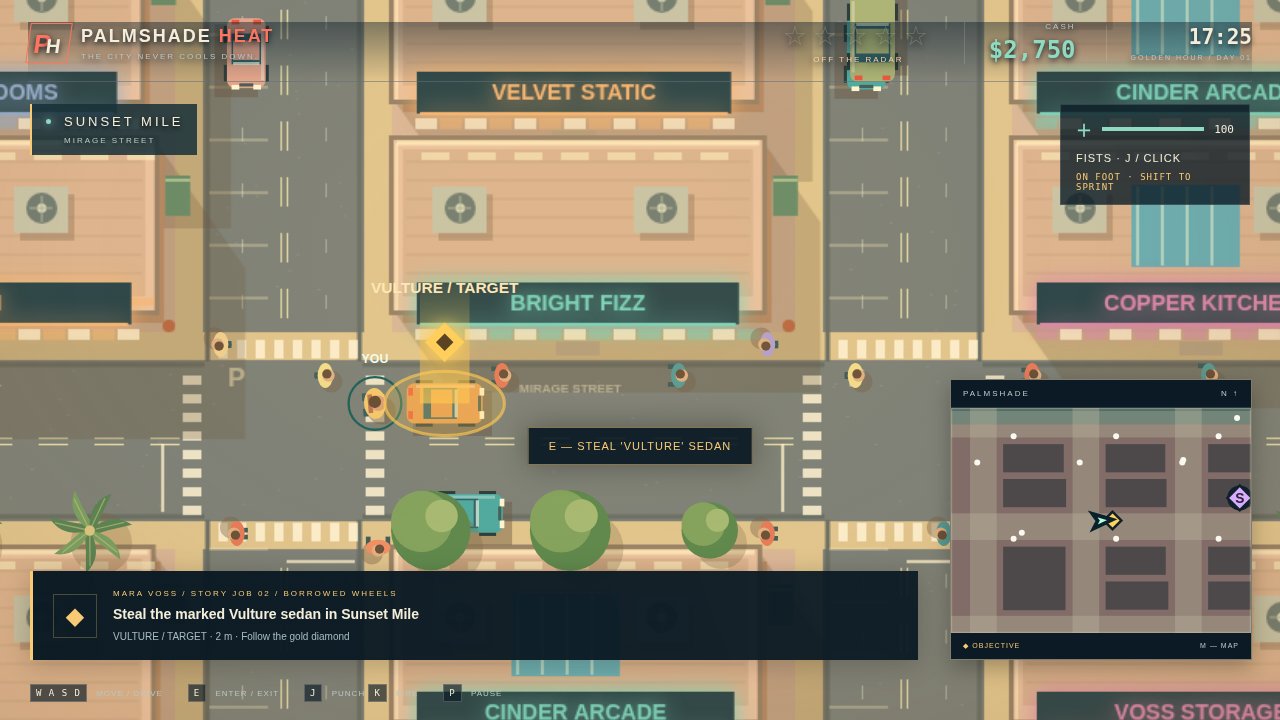 PH
PALMSHADE HEAT
THE CITY NEVER COOLS DOWN
OFF THE RADAR
CASH
$2,750
17:25
GOLDEN HOUR / DAY 01
OOMS
VELVET STATIC
CINDER ARCAD
SUNSET MILE
MIRAGE STREET
100
FISTS · J / CLICK
ON FOOT · SHIFT TO
SPRINT
VULTURE / TARGET
BRIGHT FIZZ
COPPER KITCHE
YOU
P
MIRAGE STREET
E — STEAL 'VULTURE' SEDAN
PALMSHADE
N ↑
S
◆ OBJECTIVE
M — MAP
MARA VOSS / STORY JOB 02 / BORROWED WHEELS
Steal the marked Vulture sedan in Sunset Mile
VULTURE / TARGET · 2 m · Follow the gold diamond
W A S D MOVE / DRIVE
E ENTER / EXIT
J PUNCH
K
P PAUSE
CINDER ARCADE
VOSS STORAGE